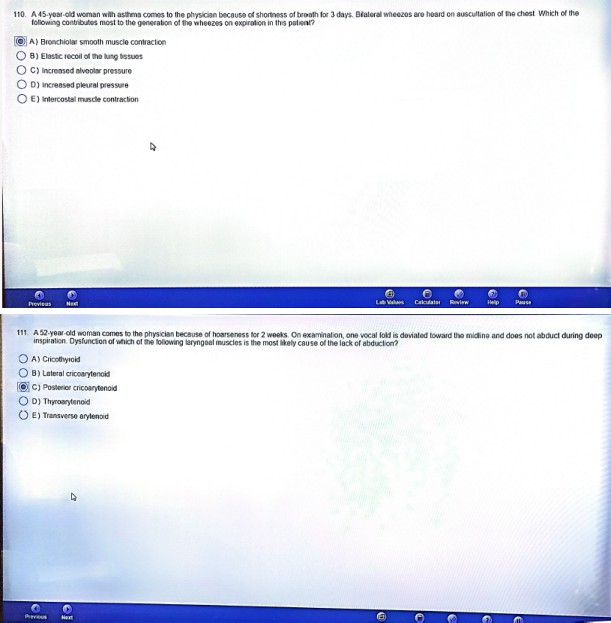 110. A 45-year-old woman with asthma comes to the physician because of shortness of breath for 3 days. Bilateral wheezes are heard on auscultation of the chest. Which of the
following contributes most to the generation of the wheezes on expiration in this patient?
A) Bronchiolar smooth muscle contraction
B) Elastic recoil of the lung tissues
C) Increased alveolar pressure
D) Increased pleural pressure
E) Intercostal muscle contraction
Previous Next Lab Values Calculator Review Help Pause
111. A 52-year-old woman comes to the physician because of hoarseness for 2 weeks. On examination, one vocal fold is deviated toward the midline and does not abduct during deep
inspiration. Dysfunction of which of the following laryngeal muscles is the most likely cause of the lack of abduction?
A) Cricothyroid
B) Lateral cricoarytenoid
C) Posterior cricoarytenoid
D) Thyroarytenoid
E) Transverse arytenoid
Previous Next